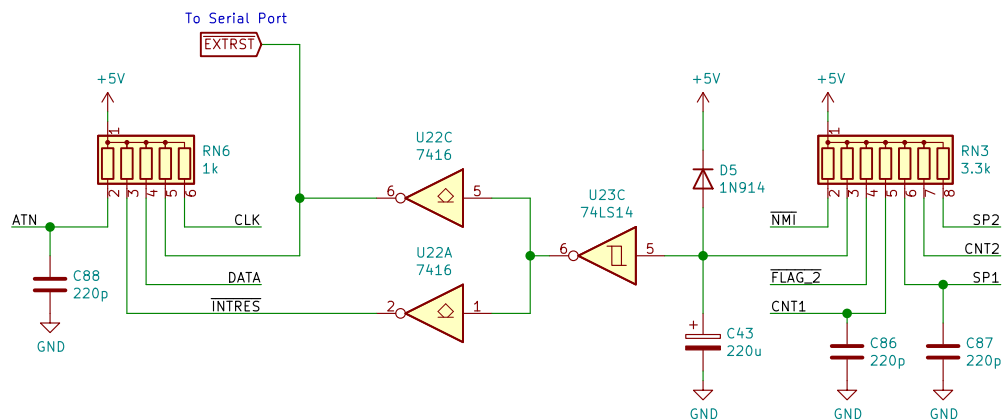 To Serial Port
EXTRST
+5V
1
RN6
1k
2
3
4
5
6
ATN
CLK
DATA
INTRES
C88
220p
GND
U22C
7416
6
5
U22A
7416
2
1
U23C
74LS14
6
5
+5V
D5
1N914
+
C43
220u
GND
+5V
1
RN3
3.3k
2
3
4
5
6
7
8
NMI
FLAG_2
CNT1
SP2
CNT2
SP1
C86
220p
GND
C87
220p
GND